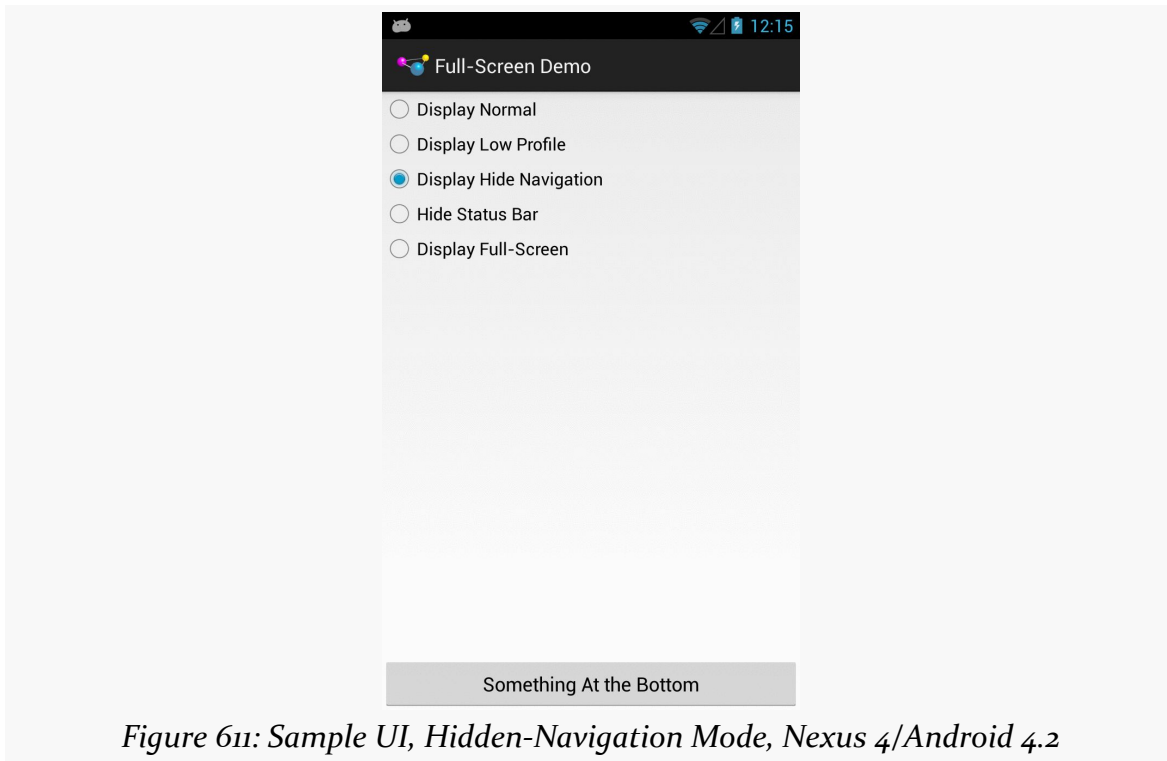 12:15
Full-Screen Demo
Display Normal
Display Low Profile
Display Hide Navigation
Hide Status Bar
Display Full-Screen
Something At the Bottom
Figure 611: Sample UI, Hidden-Navigation Mode, Nexus 4/Android 4.2